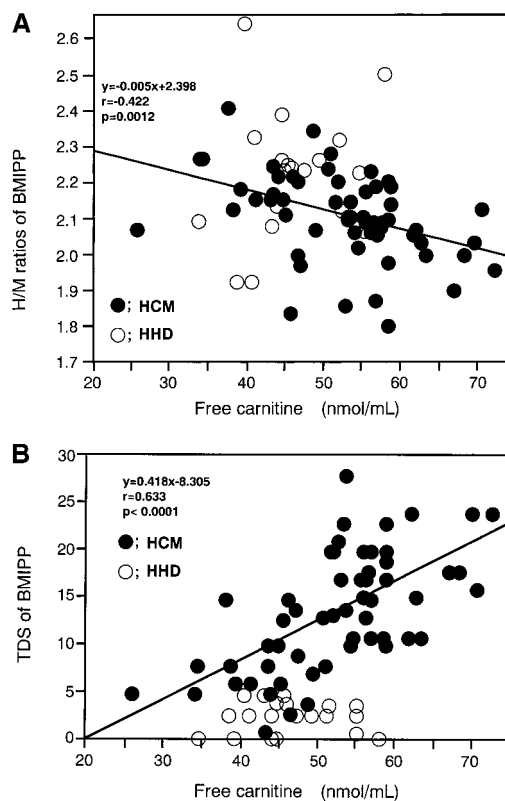 A
2.6
2.5
2.4
2.3
2.2
2.1
2.0
1.9
1.8
1.7
H/M ratios of BMIPP
y=-0.005x+2.398
r=-0.422
p=0.0012
●; HCM
○; HHD
20 30 40 50 60 70
Free carnitine (nmol/mL)
B
30
25
20
15
10
5
0
TDS of BMIPP
y=0.418x-8.305
r=0.633
p< 0.0001
●; HCM
○; HHD
20 30 40 50 60 70
Free carnitine (nmol/mL)